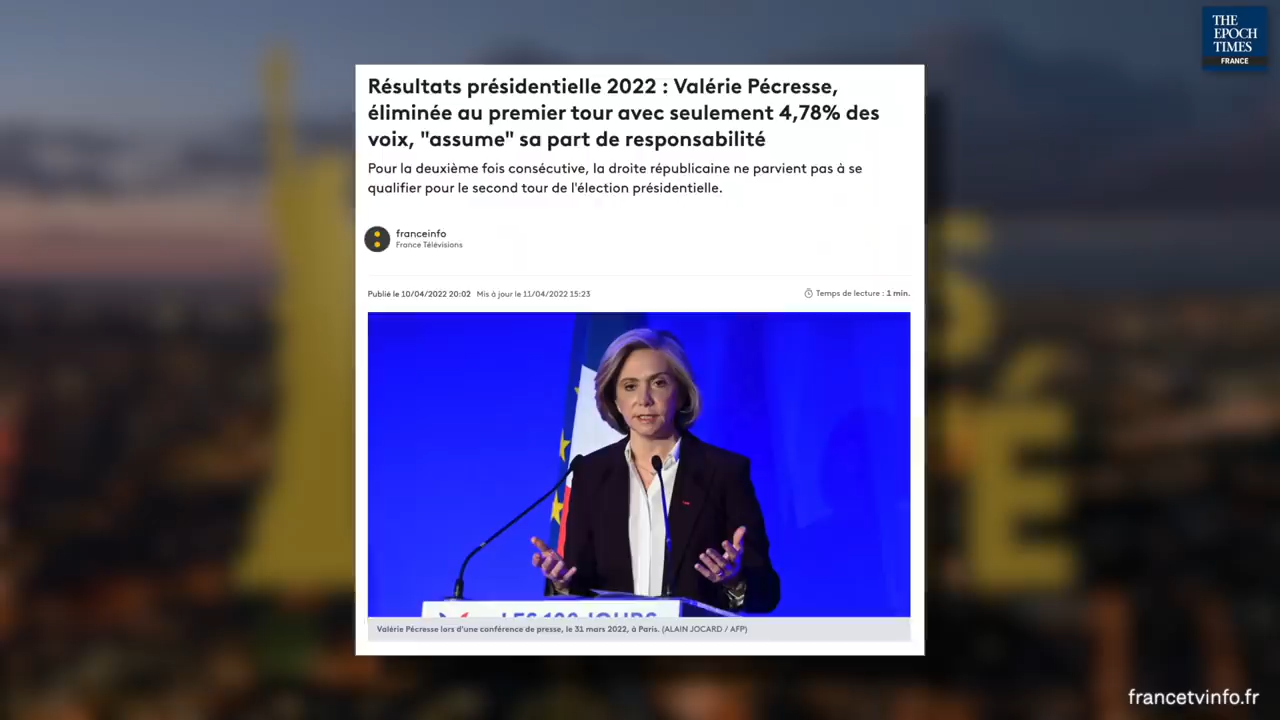 THE
EPOCH
TIMES
FRANCE
Résultats présidentielle 2022 : Valérie Pécresse,
éliminée au premier tour avec seulement 4,78% des
voix, "assume" sa part de responsabilité
Pour la deuxième fois consécutive, la droite républicaine ne parvient pas à se
qualifier pour le second tour de l'élection présidentielle.
franceinfo
France Télévisions
Publié le 10/04/2022 20:02 Mis à jour le 11/04/2022 15:23
Temps de lecture : 1 min.
LES 100 JOURS
Valérie Pécresse lors d'une conférence de presse, le 31 mars 2022, à Paris. (ALAIN JOCARD / AFP)
francetvinfo.fr